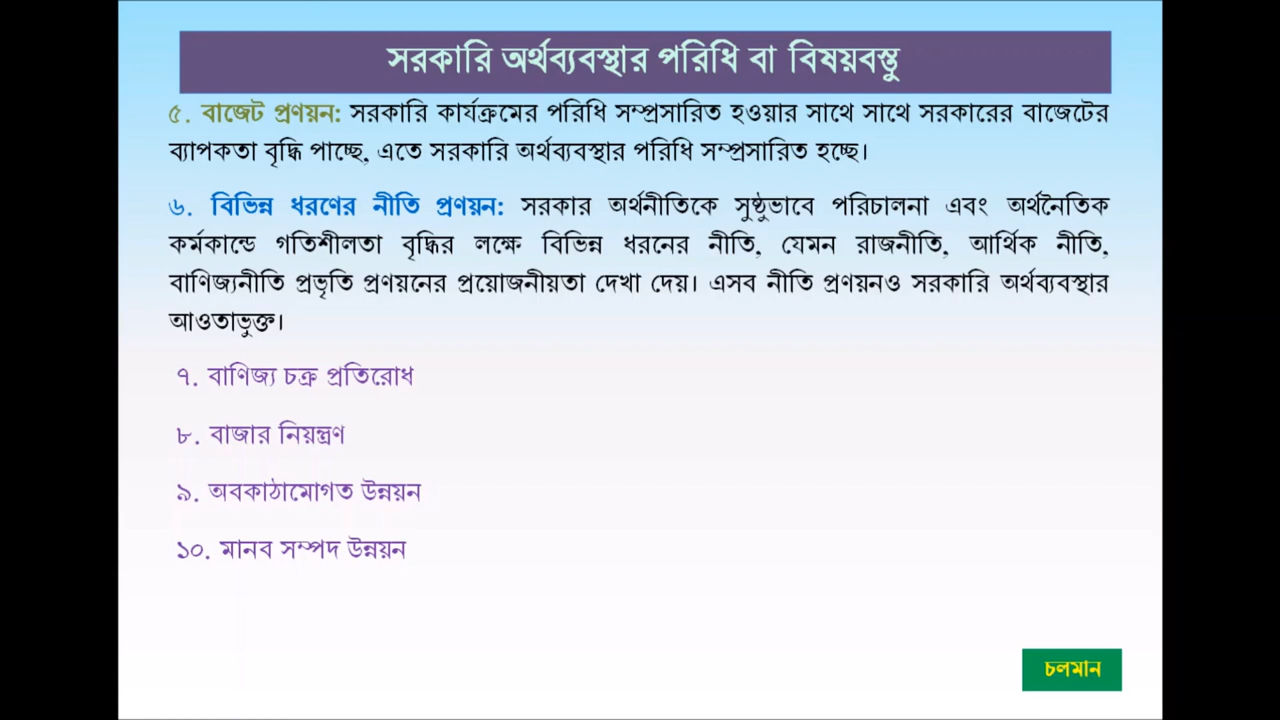 সরকারি অর্থব্যবস্থার পরিধি বা বিষয়বস্তু
৫. বাজেট প্রণয়ন: সরকারি কার্যক্রমের পরিধি সম্প্রসারিত হওয়ার সাথে সাথে সরকারের বাজেটের
ব্যাপকতা বৃদ্ধি পাচ্ছে, এতে সরকারি অর্থব্যবস্থার পরিধি সম্প্রসারিত হচ্ছে।
৬. বিভিন্ন ধরণের নীতি প্রণয়ন: সরকার অর্থনীতিকে সুষ্ঠুভাবে পরিচালনা এবং অর্থনৈতিক
কর্মকান্ডে গতিশীলতা বৃদ্ধির লক্ষে বিভিন্ন ধরনের নীতি, যেমন রাজনীতি, আর্থিক নীতি,
বাণিজ্যনীতি প্রভৃতি প্রণয়নের প্রয়োজনীয়তা দেখা দেয়। এসব নীতি প্রণয়নও সরকারি অর্থব্যবস্থার
আওতাভুক্ত।
৭. বাণিজ্য চক্র প্রতিরোধ
৮. বাজার নিয়ন্ত্রণ
৯. অবকাঠামোগত উন্নয়ন
১০. মানব সম্পদ উন্নয়ন
চলমান